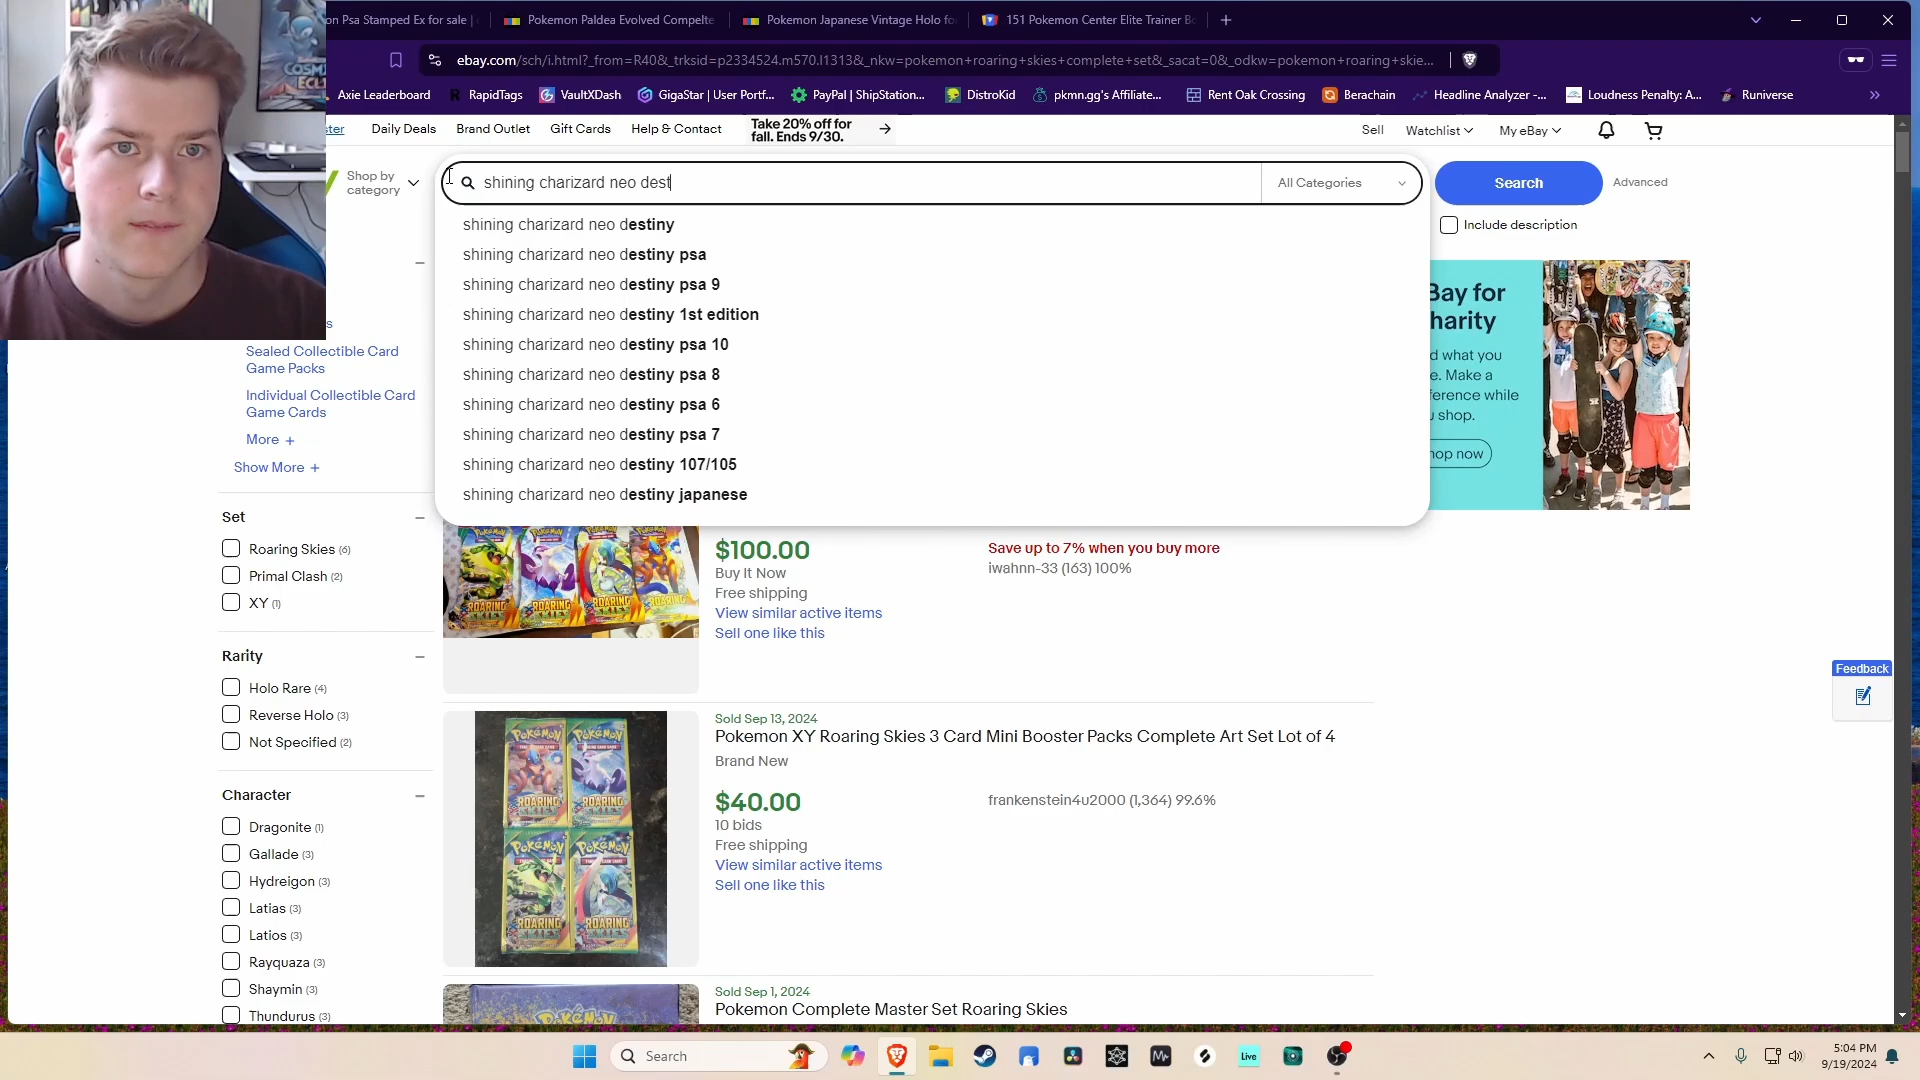 on Psa Stamped Ex for sale |
Pokemon Paldea Evolved Compelte
Pokemon Japanese Vintage Holo fo
151 Pokemon Center Elite Trainer Bo
ebay.com/sch/i.html?_from=R40&_trksid=p2334524.m570.l1313&_nkw=pokemon+roaring+skies+complete+set&_sacat=0&_odkw=pokemon+roaring+skie...
Axie Leaderboard
RapidTags
VaultXDash
GigaStar | User Portf...
PayPal | ShipStation...
DistroKid
pkmn.gg's Affiliate...
Rent Oak Crossing
Berachain
Headline Analyzer -...
Loudness Penalty: A...
Runiverse
COSMIC
ECLIPSE
ster
Daily Deals
Brand Outlet
Gift Cards
Help & Contact
Take 20% off for
fall. Ends 9/30.
Sell
Watchlist
My eBay
Shop by
category
shining charizard neo dest
All Categories
Search
Advanced
Include description
shining charizard neo destiny
shining charizard neo destiny psa
shining charizard neo destiny psa 9
shining charizard neo destiny 1st edition
shining charizard neo destiny psa 10
shining charizard neo destiny psa 8
shining charizard neo destiny psa 6
shining charizard neo destiny psa 7
shining charizard neo destiny 107/105
shining charizard neo destiny japanese
Bay for
harity
d what you
e. Make a
ference while
u shop.
hop now
s
Sealed Collectible Card
Game Packs
Individual Collectible Card
Game Cards
More +
Show More +
Set
Roaring Skies (6)
Primal Clash (2)
XY (1)
Rarity
Holo Rare (4)
Reverse Holo (3)
Not Specified (2)
Character
Dragonite (1)
Gallade (3)
Hydreigon (3)
Latias (3)
Latios (3)
Rayquaza (3)
Shaymin (3)
Thundurus (3)
$100.00
Buy It Now
Free shipping
View similar active items
Sell one like this
Save up to 7% when you buy more
iwahnn-33 (163) 100%
Sold Sep 13, 2024
Pokemon XY Roaring Skies 3 Card Mini Booster Packs Complete Art Set Lot of 4
Brand New
$40.00
10 bids
Free shipping
View similar active items
Sell one like this
frankenstein4u2000 (1,364) 99.6%
Sold Sep 1, 2024
Pokemon Complete Master Set Roaring Skies
Feedback
Search
Live
5:04 PM
9/19/2024